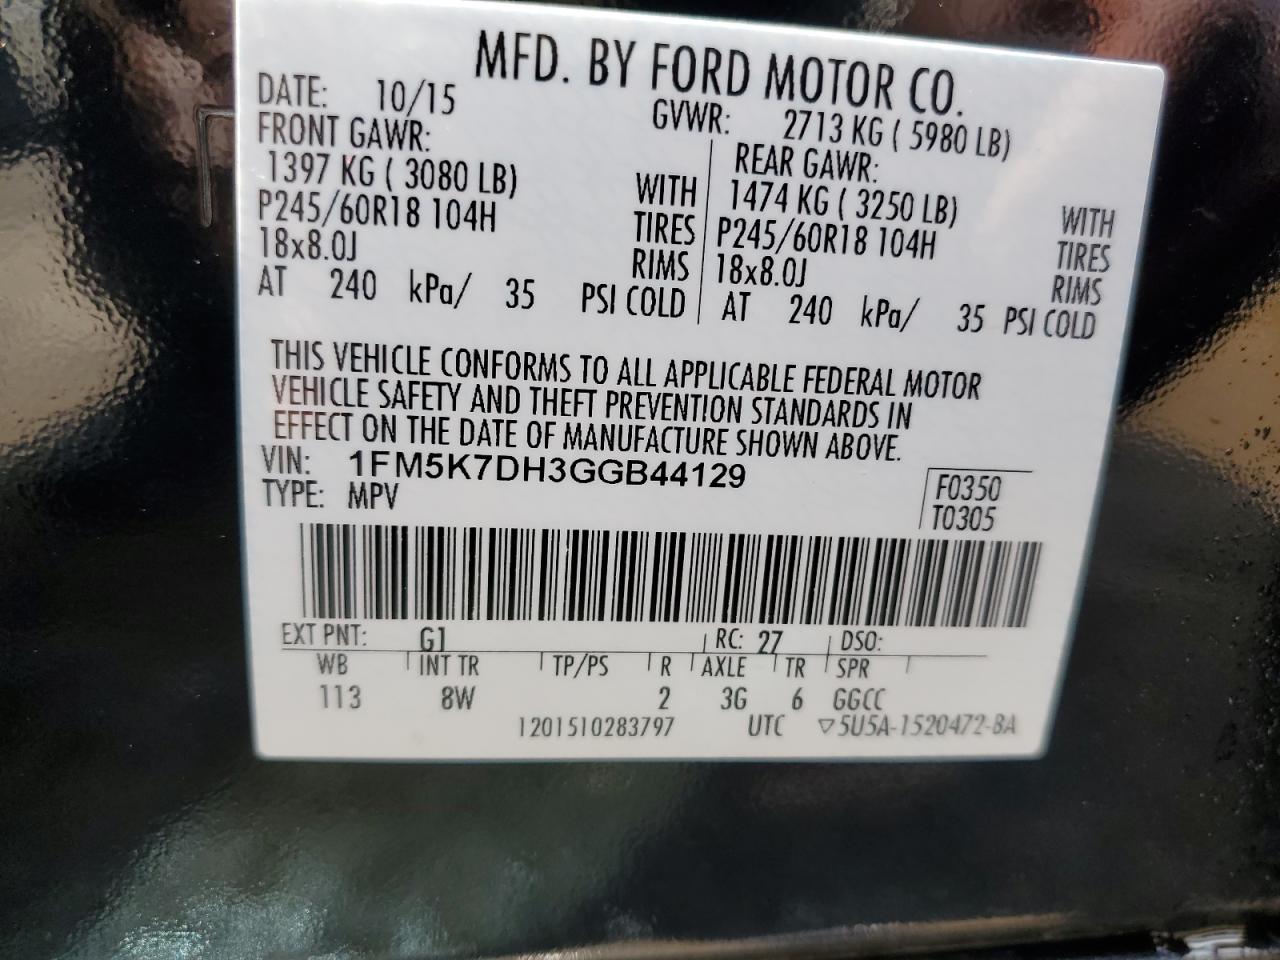 MFD. BY FORD MOTOR CO.
DATE: 10/15 GVWR: 2713 KG ( 5980 LB)
FRONT GAWR: REAR GAWR:
1397 KG ( 3080 LB) WITH 1474 KG ( 3250 LB) WITH
P245/60R18 104H TIRES P245/60R18 104H TIRES
18x8.0J RIMS 18x8.0J RIMS
AT 240 kPa/ 35 PSI COLD AT 240 kPa/ 35 PSI COLD
THIS VEHICLE CONFORMS TO ALL APPLICABLE FEDERAL MOTOR
VEHICLE SAFETY AND THEFT PREVENTION STANDARDS IN
EFFECT ON THE DATE OF MANUFACTURE SHOWN ABOVE.
VIN: 1FM5K7DH3GGB44129
TYPE: MPV
F0350
T0305
EXT PNT: G1 RC: 27 DSO:
WB INT TR TP/PS R AXLE TR SPR
113 8W 2 3G 6 GGCC
1201510283797 UTC ▽5U5A-1520472-BA